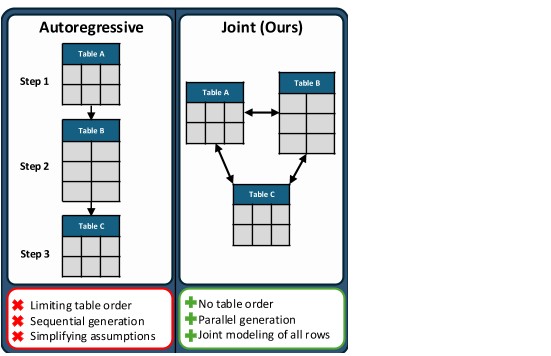 Autoregressive
Table A
Step 1
Table B
Step 2
Table C
Step 3
Limiting table order
Sequential generation
Simplifying assumptions
Joint (Ours)
Table A
Table B
Table C
No table order
Parallel generation
Joint modeling of all rows